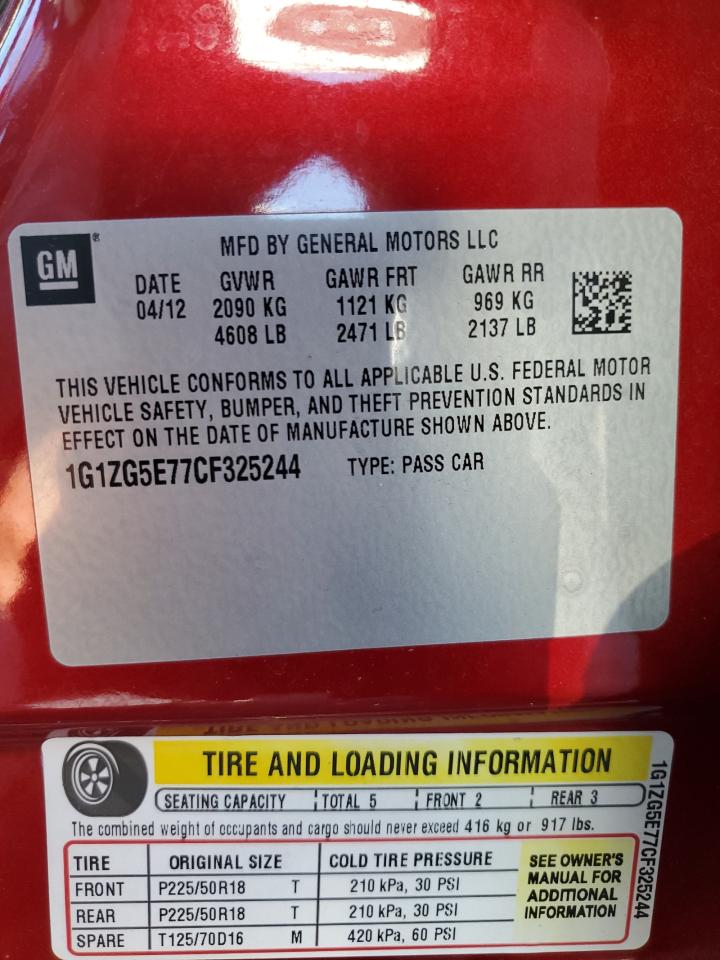 GM ®
MFD BY GENERAL MOTORS LLC
DATE GVWR GAWR FRT GAWR RR
04/12 2090 KG 1121 KG 969 KG
4608 LB 2471 LB 2137 LB
THIS VEHICLE CONFORMS TO ALL APPLICABLE U.S. FEDERAL MOTOR
VEHICLE SAFETY, BUMPER, AND THEFT PREVENTION STANDARDS IN
EFFECT ON THE DATE OF MANUFACTURE SHOWN ABOVE.
1G1ZG5E77CF325244 TYPE: PASS CAR
TIRE AND LOADING INFORMATION
SEATING CAPACITY TOTAL 5 FRONT 2 REAR 3
The combined weight of occupants and cargo should never exceed 416 kg or 917 lbs.
TIRE ORIGINAL SIZE COLD TIRE PRESSURE
FRONT P225/50R18 T 210 kPa, 30 PSI
REAR P225/50R18 T 210 kPa, 30 PSI
SPARE T125/70D16 M 420 kPa, 60 PSI
SEE OWNER'S
MANUAL FOR
ADDITIONAL
INFORMATION
1G1ZG5E77CF325244